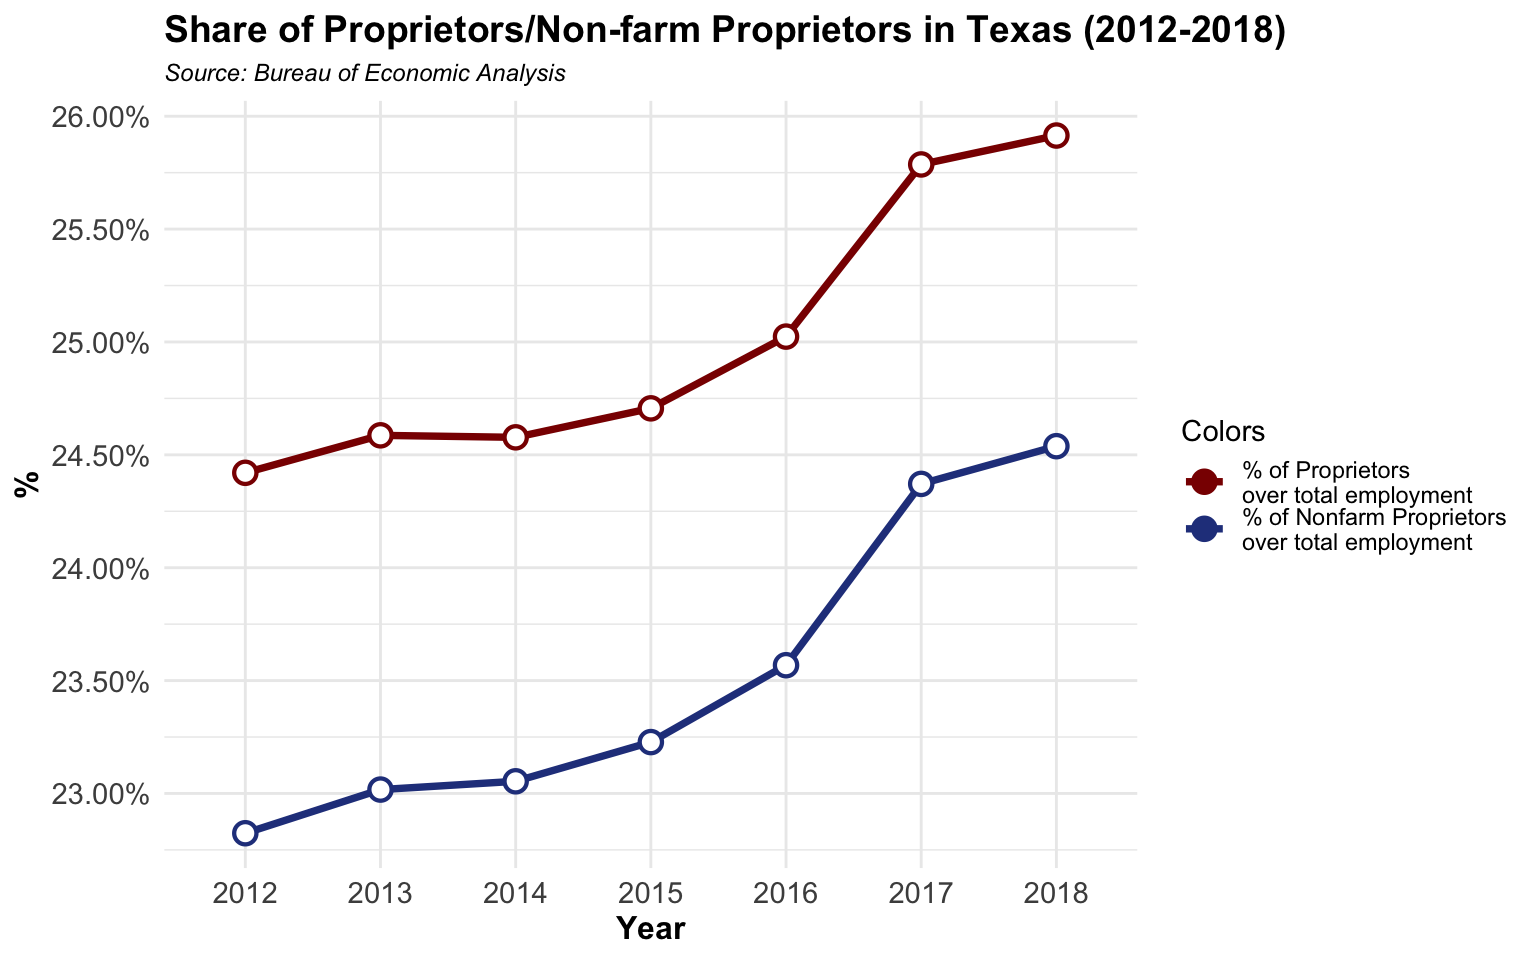 Share of Proprietors/Non-farm Proprietors in Texas (2012-2018)
Source: Bureau of Economic Analysis
26.00%
25.50%
25.00%
24.50%
24.00%
23.50%
23.00%
%
2012 2013 2014 2015 2016 2017 2018
Year
Colors
% of Proprietors
over total employment
% of Nonfarm Proprietors
over total employment